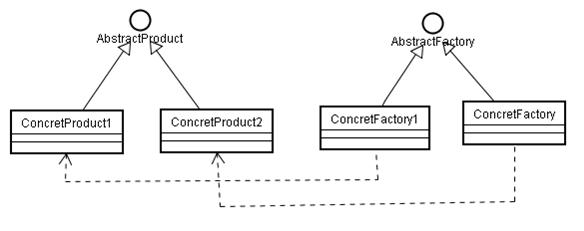 AbstractProduct
AbstractFactory
ConcretProduct1
ConcretProduct2
ConcretFactory1
ConcretFactory